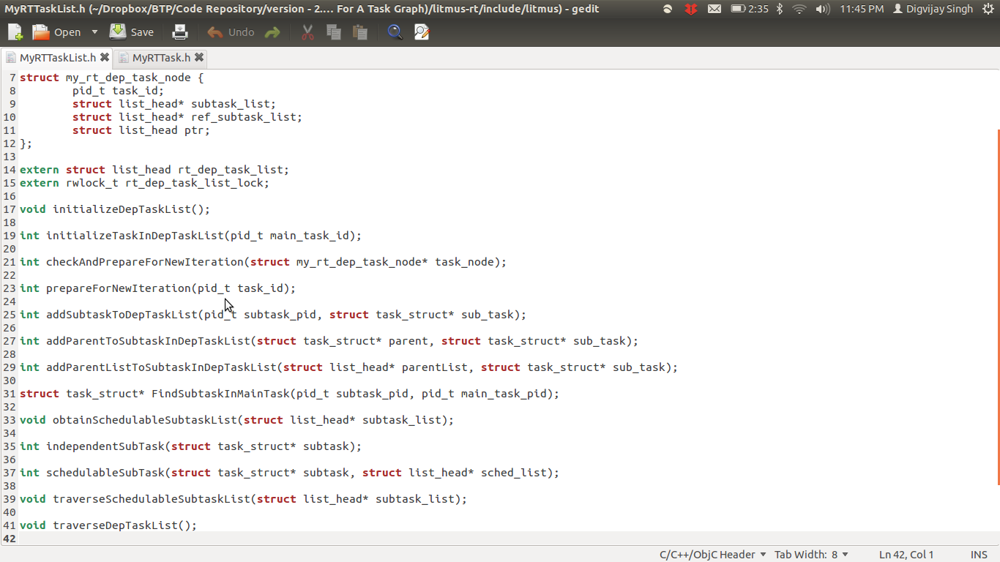 MyRTTaskList.h (~/Dropbox/BTP/Code Repository/version - 2.... For A Task Graph)/litmus-rt/include/litmus) - gedit
2:35
11:45 PM
Digvijay Singh
Open
Save
Undo
MyRTTaskList.h
MyRTTask.h
7 struct my_rt_dep_task_node {
8         pid_t task_id;
9         struct list_head* subtask_list;
10         struct list_head* ref_subtask_list;
11         struct list_head ptr;
12 };
13
14 extern struct list_head rt_dep_task_list;
15 extern rwlock_t rt_dep_task_list_lock;
16
17 void initializeDepTaskList();
18
19 int initializeTaskInDepTaskList(pid_t main_task_id);
20
21 int checkAndPrepareForNewIteration(struct my_rt_dep_task_node* task_node);
22
23 int prepareForNewIteration(pid_t task_id);
24
25 int addSubtaskToDepTaskList(pid_t subtask_pid, struct task_struct* sub_task);
26
27 int addParentToSubtaskInDepTaskList(struct task_struct* parent, struct task_struct* sub_task);
28
29 int addParentListToSubtaskInDepTaskList(struct list_head* parentList, struct task_struct* sub_task);
30
31 struct task_struct* FindSubtaskInMainTask(pid_t subtask_pid, pid_t main_task_pid);
32
33 void obtainSchedulableSubtaskList(struct list_head* subtask_list);
34
35 int independentSubTask(struct task_struct* subtask);
36
37 int schedulableSubTask(struct task_struct* subtask, struct list_head* sched_list);
38
39 void traverseSchedulableSubtaskList(struct list_head* subtask_list);
40
41 void traverseDepTaskList();
42
C/C++/ObjC Header
Tab Width: 8
Ln 42, Col 1
INS